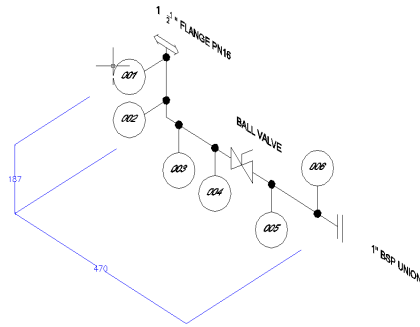 1 1/2" FLANGE PN16
001
002
BALL VALVE
003
004
006
005
187
470
1" BSP UNION